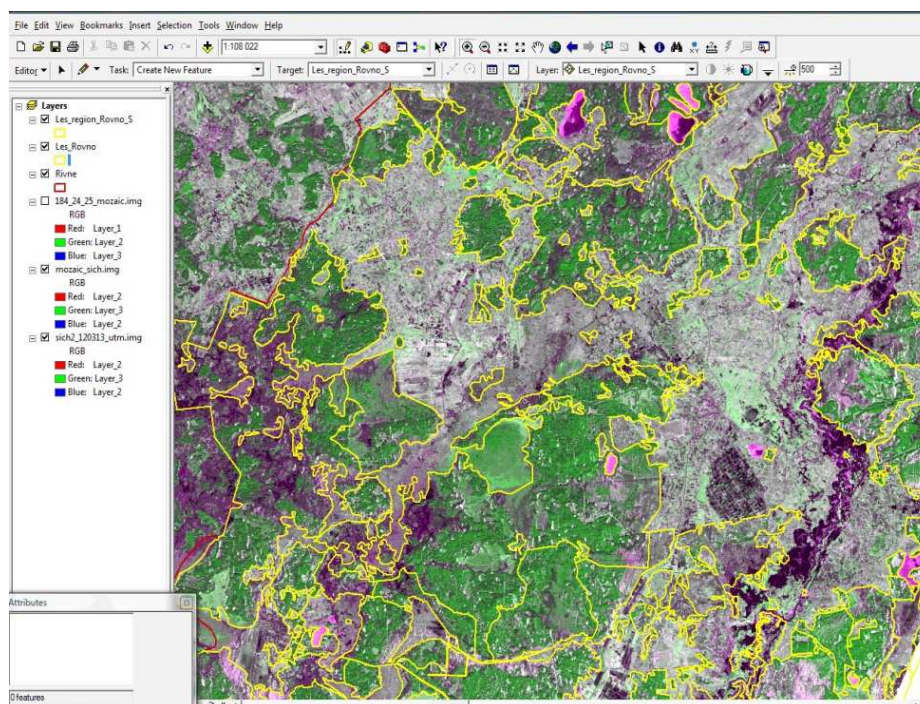 File Edit View Bookmarks Insert Selection Tools Window Help
1:108 022
Editor Task: Create New Feature Target: Les_region_Rovno_S Layer: Les_region_Rovno_S 500
Layers
Les_region_Rovno_S
Les_Rovno
Rivne
184_24_25_mozaic.img
RGB
Red: Layer_1
Green: Layer_2
Blue: Layer_3
mozaic_sich.img
RGB
Red: Layer_2
Green: Layer_3
Blue: Layer_2
sich2_120313_utm.img
RGB
Red: Layer_2
Green: Layer_3
Blue: Layer_2
Attributes
0 features